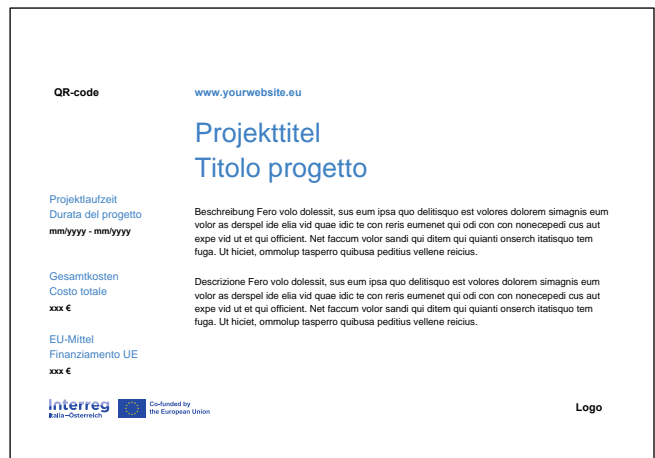 QR-code
www.yourwebsite.eu
Projekttitel
Titolo progetto
Projektlaufzeit
Durata del progetto
mm/yyyy - mm/yyyy
Beschreibung Fero volo dolessit, sus eum ipsa quo delitisquo est volores dolorem simagnis eum
volor as derspel ide elia vid quae idic te con reris eumenet qui odi con con nonecepedi cus aut
expe vid ut et qui officient. Net faccum volor sandi qui ditem qui quianti onserch itatisquo tem
fuga. Ut hiciet, ommolup tasperro quibusa peditius vellene reicius.
Gesamtkosten
Costo totale
xxx €
Descrizione Fero volo dolessit, sus eum ipsa quo delitisquo est volores dolorem simagnis eum
volor as derspel ide elia vid quae idic te con reris eumenet qui odi con con nonecepedi cus aut
expe vid ut et qui officient. Net faccum volor sandi qui ditem qui quianti onserch itatisquo tem
fuga. Ut hiciet, ommolup tasperro quibusa peditius vellene reicius.
EU-Mittel
Finanziamento UE
xxx €
Interreg
Italia–Österreich
Co-funded by
the European Union
Logo